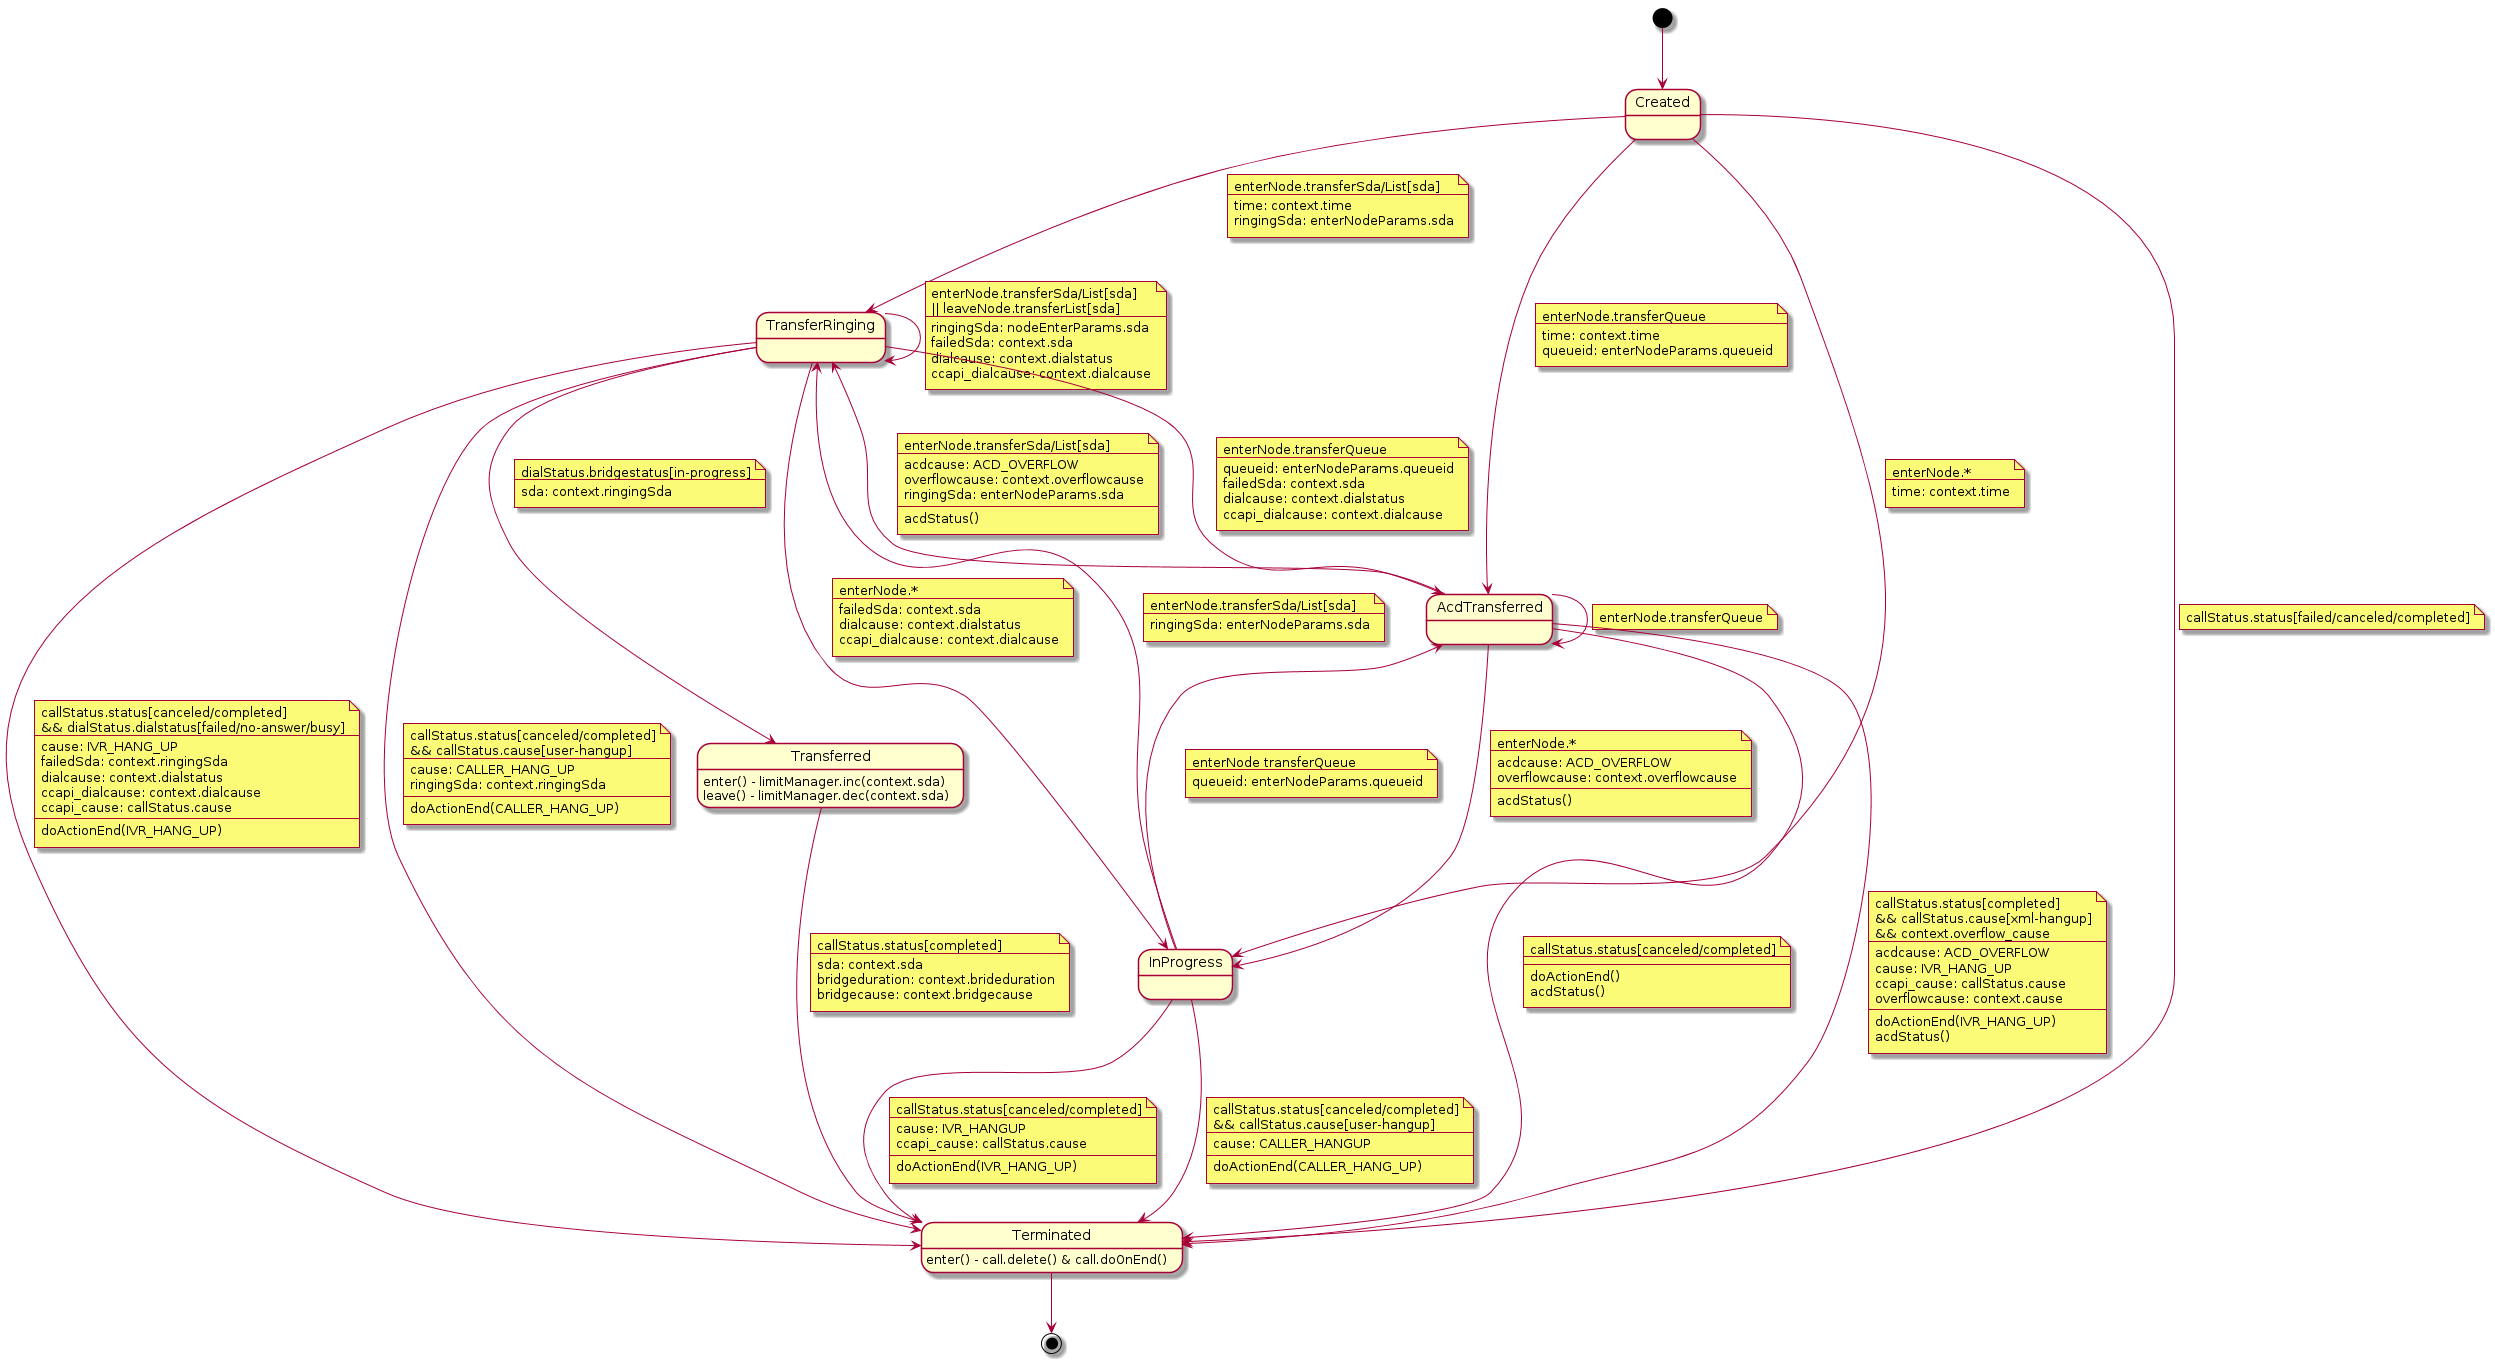 Created
enterNode.transferSda/List[sda]
time: context.time
ringingSda: enterNodeParams.sda
enterNode.transferSda/List[sda]
|| leaveNode.transferList[sda]
ringingSda: nodeEnterParams.sda
failedSda: context.sda
dialcause: context.dialstatus
ccapi_dialcause: context.dialcause
enterNode.transferQueue
time: context.time
queueid: enterNodeParams.queueid
TransferRinging
enterNode.transferSda/List[sda]
acdcause: ACD_OVERFLOW
overflowcause: context.overflowcause
ringingSda: enterNodeParams.sda
acdStatus()
enterNode.transferQueue
queueid: enterNodeParams.queueid
failedSda: context.sda
dialcause: context.dialstatus
ccapi_dialcause: context.dialcause
dialStatus.bridgestatus[in-progress]
sda: context.ringingSda
enterNode.*
time: context.time
enterNode.*
failedSda: context.sda
dialcause: context.dialstatus
ccapi_dialcause: context.dialcause
enterNode.transferSda/List[sda]
ringingSda: enterNodeParams.sda
AcdTransferred
enterNode.transferQueue
callStatus.status[failed/canceled/completed]
callStatus.status[canceled/completed]
&& dialStatus.dialstatus[failed/no-answer/busy]
cause: IVR_HANG_UP
failedSda: context.ringingSda
dialcause: context.dialstatus
ccapi_dialcause: context.dialcause
ccapi_cause: callStatus.cause
doActionEnd(IVR_HANG_UP)
callStatus.status[canceled/completed]
&& callStatus.cause[user-hangup]
cause: CALLER_HANG_UP
ringingSda: context.ringingSda
doActionEnd(CALLER_HANG_UP)
Transferred
enter() - limitManager.inc(context.sda)
leave() - limitManager.dec(context.sda)
enterNode transferQueue
queueid: enterNodeParams.queueid
enterNode.*
acdcause: ACD_OVERFLOW
overflowcause: context.overflowcause
acdStatus()
callStatus.status[completed]
sda: context.sda
bridgeduration: context.brideduration
bridgecause: context.bridgecause
InProgress
callStatus.status[canceled/completed]
doActionEnd()
acdStatus()
callStatus.status[completed]
&& callStatus.cause[xml-hangup]
&& context.overflow_cause
acdcause: ACD_OVERFLOW
cause: IVR_HANG_UP
ccapi_cause: callStatus.cause
overflowcause: context.cause
doActionEnd(IVR_HANG_UP)
acdStatus()
callStatus.status[canceled/completed]
cause: IVR_HANGUP
ccapi_cause: callStatus.cause
doActionEnd(IVR_HANG_UP)
callStatus.status[canceled/completed]
&& callStatus.cause[user-hangup]
cause: CALLER_HANGUP
doActionEnd(CALLER_HANG_UP)
Terminated
enter() - call.delete() & call.doOnEnd()